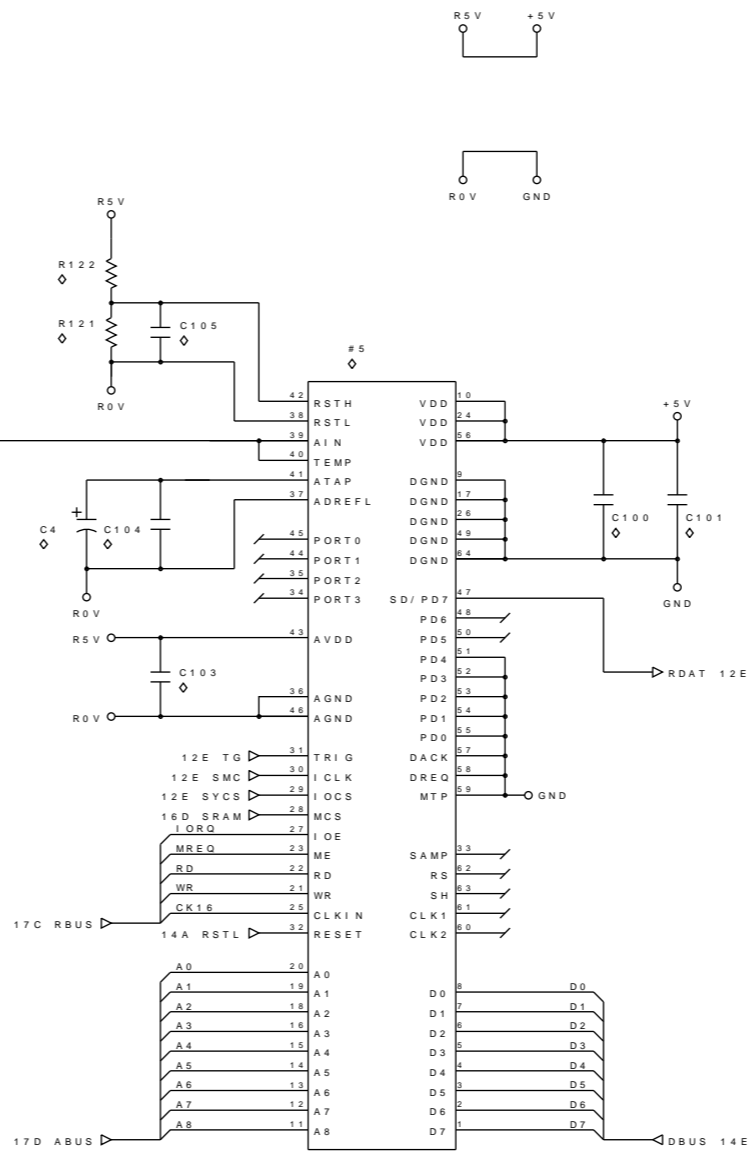 R5V +5V
R0V GND
R5V
R122
R121
C105
R0V
#5
42 RSTH VDD 10
38 RSTL VDD 24
+5V
39 AIN VDD 56
40 TEMP
41 ATAP DGND 9
37 ADREFL DGND 17
DGND 26
C4 C104
C100 C101
45 PORT0 DGND 49
44 PORT1 DGND 64
35 PORT2
34 PORT3 SD/PD7 47
R0V
GND
PD6 48
R5V 43 AVDD PD5 50
PD4 51
C103
PD3 52
RDAT 12E
36 AGND PD2 53
R0V 46 AGND PD1 54
PD0 55
12E TG 31 TRIG DACK 57
12E SMC 30 ICLK DREQ 58
12E SYCS 29 IOCS MTP 59 GND
16D SRAM 28 MCS
IORQ 27 IOE
MREQ 23 ME SAMP 33
RD 22 RD RS 62
WR 21 WR SH 63
CK16 25 CLKIN CLK1 61
17C RBUS
14A RSTL 32 RESET CLK2 60
A0 20 A0
A1 19 A1 D0 8 D0
A2 18 A2 D1 7 D1
A3 16 A3 D2 6 D2
A4 15 A4 D3 5 D3
A5 14 A5 D4 4 D4
A6 13 A6 D5 3 D5
A7 12 A7 D6 2 D6
A8 11 A8 D7 1 D7
17D ABUS DBUS 14E